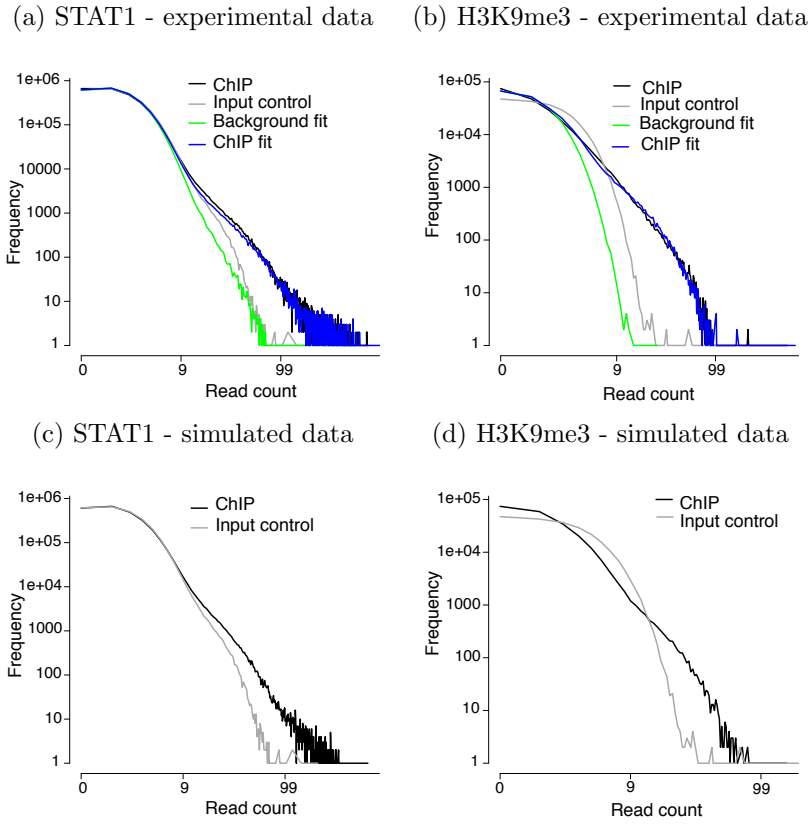 (a) STAT1 - experimental data
(b) H3K9me3 - experimental data
1e+06
1e+05
10000
1000
100
10
1
Frequency
ChIP
Input control
Background fit
ChIP fit
0
9
99
Read count
1e+05
1e+04
1000
100
10
1
Frequency
ChIP
Input control
Background fit
ChIP fit
0
9
99
Read count
(c) STAT1 - simulated data
(d) H3K9me3 - simulated data
1e+06
1e+05
1e+04
1000
100
10
1
Frequency
ChIP
Input control
0
9
99
Read count
1e+05
1e+04
1000
100
10
1
Frequency
ChIP
Input control
0
9
99
Read count